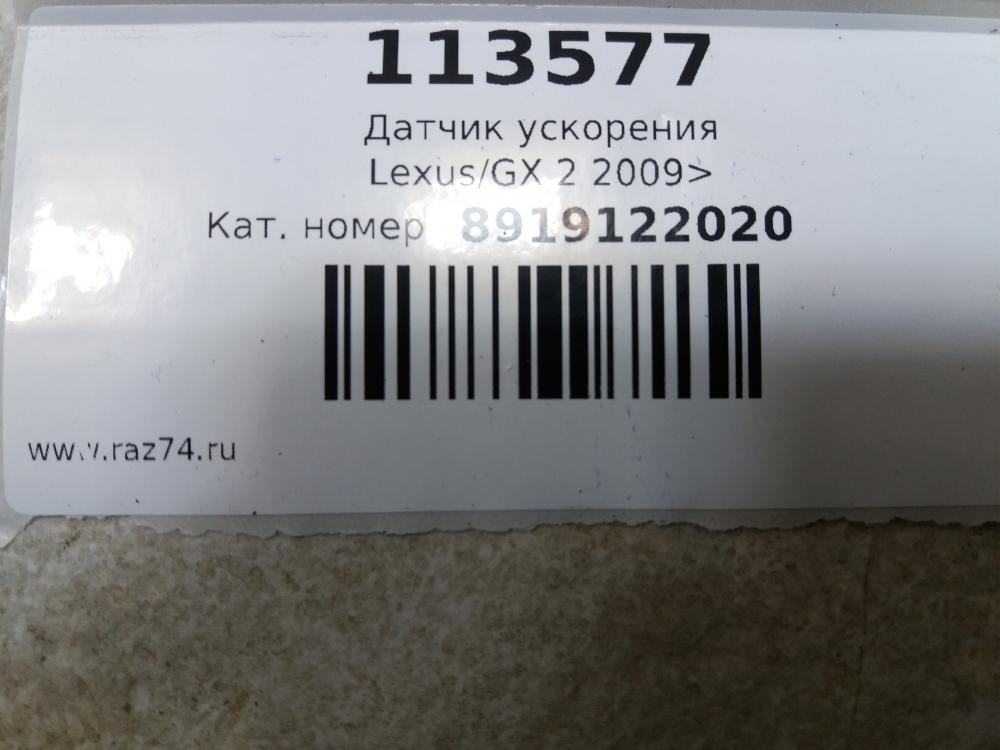 113577
Датчик ускорения
Lexus/GX 2 2009>
Кат. номер 8919122020
www.raz74.ru